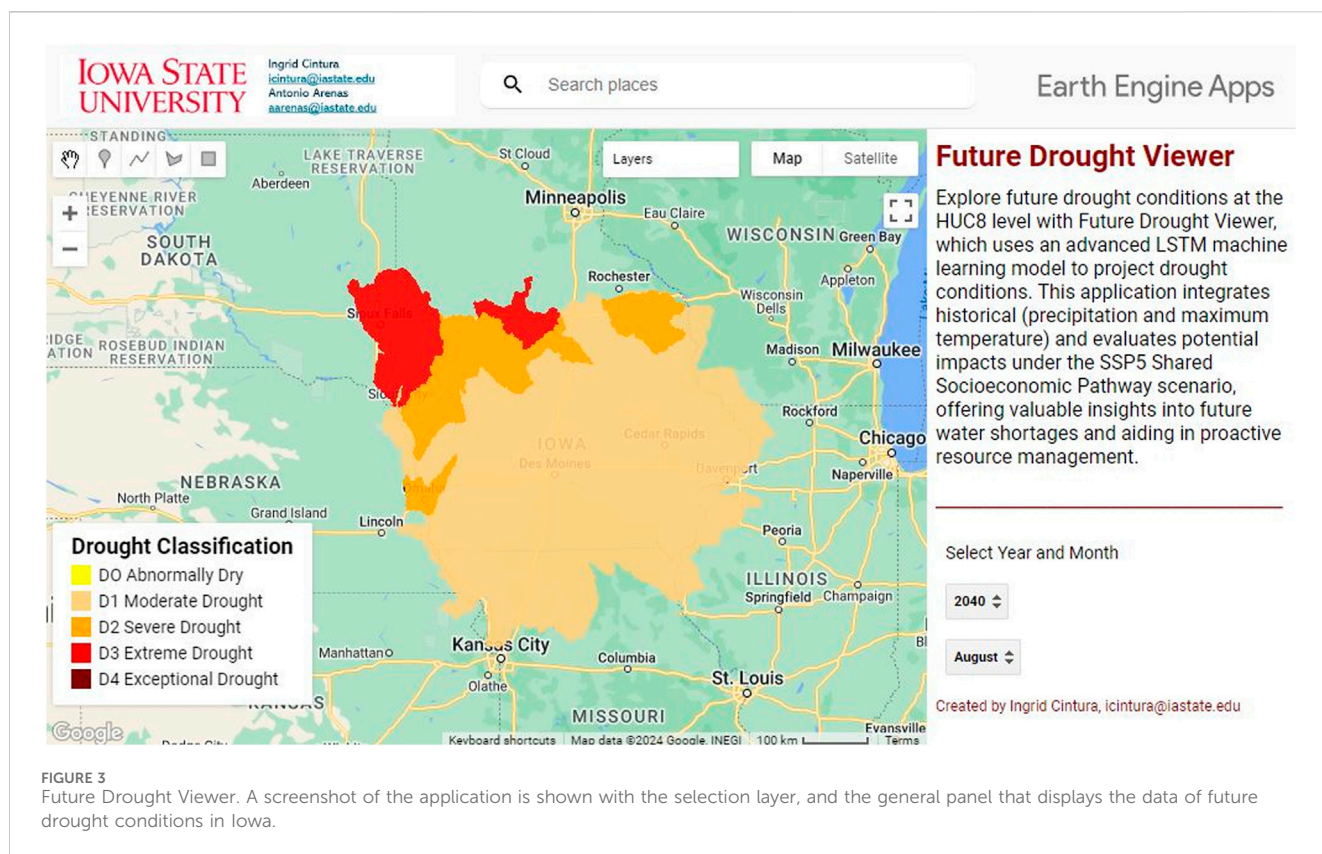 IOWA STATE
UNIVERSITY
Ingrid Cintura
icintura@iastate.edu
Antonio Arenas
aarenas@iastate.edu
Search places
Earth Engine Apps
STANDING
LAKE TRAVERSE
RESERVATION
Aberdeen
St Cloud
Layers
Map
Satellite
HEYENNE RIVER
RESERVATION
Minneapolis
Eau Claire
SOUTH
DAKOTA
WISCONSIN
Green Bay
Appleton
Rochester
Wisconsin
Dells
Sioux Falls
ROSEBUD INDIAN
RESERVATION
Madison
Milwaukee
Rockford
Chicago
Naperville
IOWA
Cedar Rapids
Des Moines
Davenport
NEBRASKA
North Platte
Grand Island
Omaha
Lincoln
Peoria
ILLINOIS
Springfield
Champaign
Drought Classification
DO Abnormally Dry
D1 Moderate Drought
D2 Severe Drought
D3 Extreme Drought
D4 Exceptional Drought
Manhattan
Kansas City
Olathe
Columbia
St. Louis
KANSAS
MISSOURI
Evansville
Google
Keyboard shortcuts
Map data ©2024 Google, INEGI
100 km
Terms
Future Drought Viewer
Explore future drought conditions at the
HUC8 level with Future Drought Viewer,
which uses an advanced LSTM machine
learning model to project drought
conditions. This application integrates
historical (precipitation and maximum
temperature) and evaluates potential
impacts under the SSP5 Shared
Socioeconomic Pathway scenario,
offering valuable insights into future
water shortages and aiding in proactive
resource management.
Select Year and Month
2040
August
Created by Ingrid Cintura, icintura@iastate.edu
FIGURE 3
Future Drought Viewer. A screenshot of the application is shown with the selection layer, and the general panel that displays the data of future
drought conditions in Iowa.